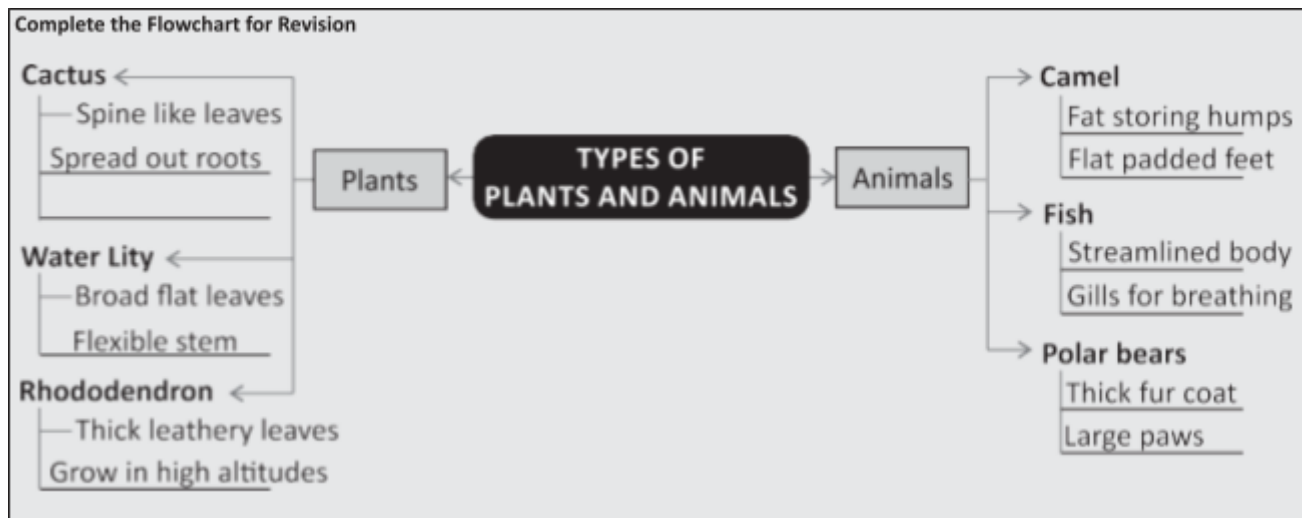 Complete the Flowchart for Revision
Cactus
Spine like leaves
Spread out roots
Water Lity
Broad flat leaves
Flexible stem
Rhododendron
Thick leathery leaves
Grow in high altitudes
Plants
TYPES OF
PLANTS AND ANIMALS
Animals
Camel
Fat storing humps
Flat padded feet
Fish
Streamlined body
Gills for breathing
Polar bears
Thick fur coat
Large paws